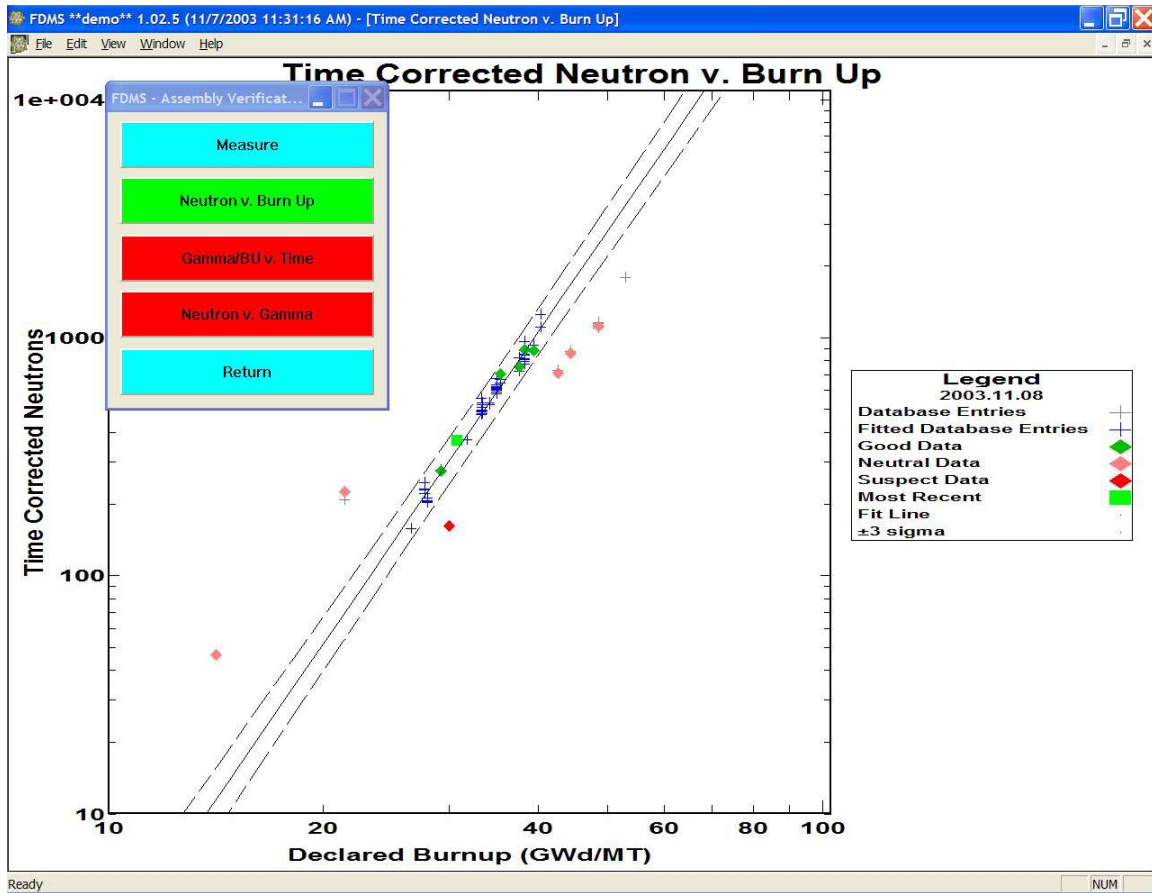 FDMS **demo** 1.02.5 (11/7/2003 11:31:16 AM) - [Time Corrected Neutron v. Burn Up]
File Edit View Window Help
Time Corrected Neutron v. Burn Up
FDMS - Assembly Verificat...
Measure
Neutron v. Burn Up
Gamma/BU v. Time
Neutron v. Gamma
Return
1e+004
1000
100
10
Time Corrected Neutrons
10 20 40 60 80 100
Declared Burnup (GWd/MT)
Legend
2003.11.08
Database Entries
Fitted Database Entries
Good Data
Neutral Data
Suspect Data
Most Recent
Fit Line
±3 sigma
Ready NUM